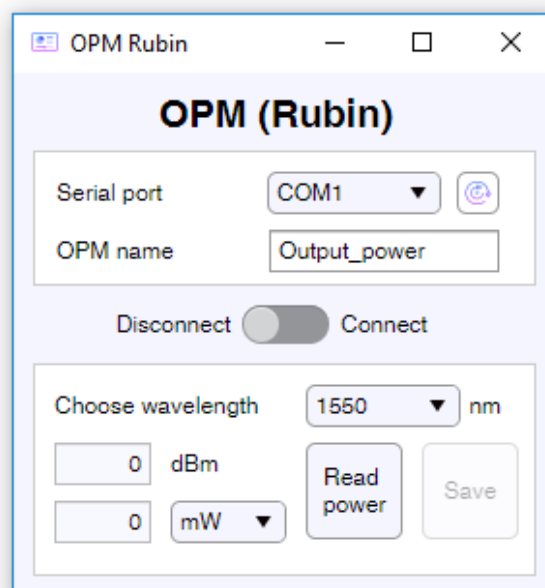 OPM Rubin
OPM (Rubin)
Serial port COM1
OPM name Output_power
Disconnect Connect
Choose wavelength 1550 nm
0 dBm
Read power
Save
0 mW